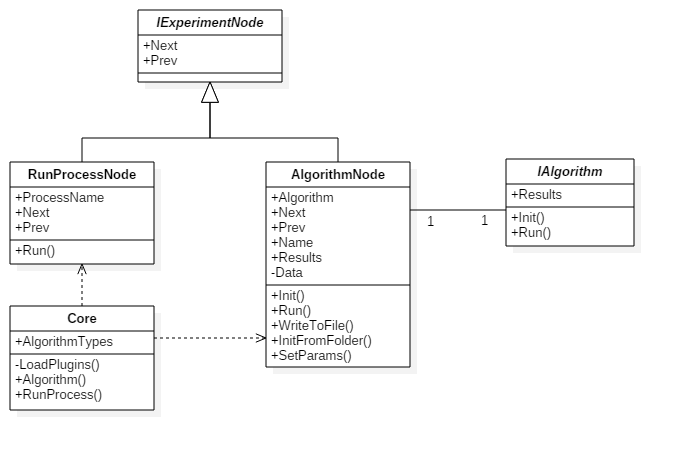 IExperimentNode
+Next
+Prev
RunProcessNode
+ProcessName
+Next
+Prev
+Run()
AlgorithmNode
+Algorithm
+Next
+Prev
+Name
+Results
-Data
+Init()
+Run()
+WriteToFile()
+InitFromFolder()
+SetParams()
1
1
IAlgorithm
+Results
+Init()
+Run()
Core
+AlgorithmTypes
-LoadPlugins()
+Algorithm()
+RunProcess()